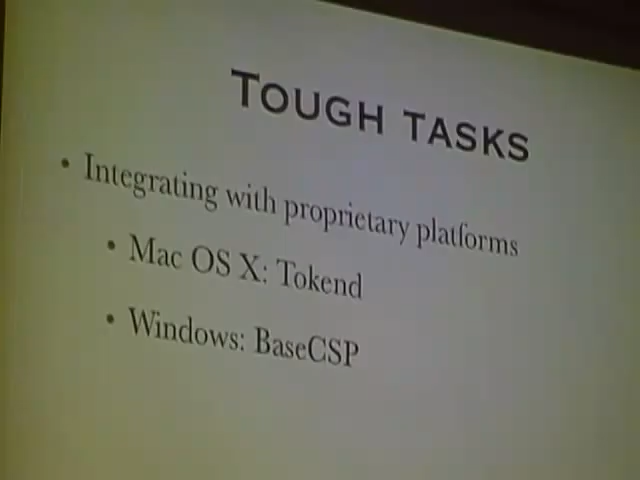 TOUGH TASKS
• Integrating with proprietary platforms
• Mac OS X: Tokend
• Windows: BaseCSP